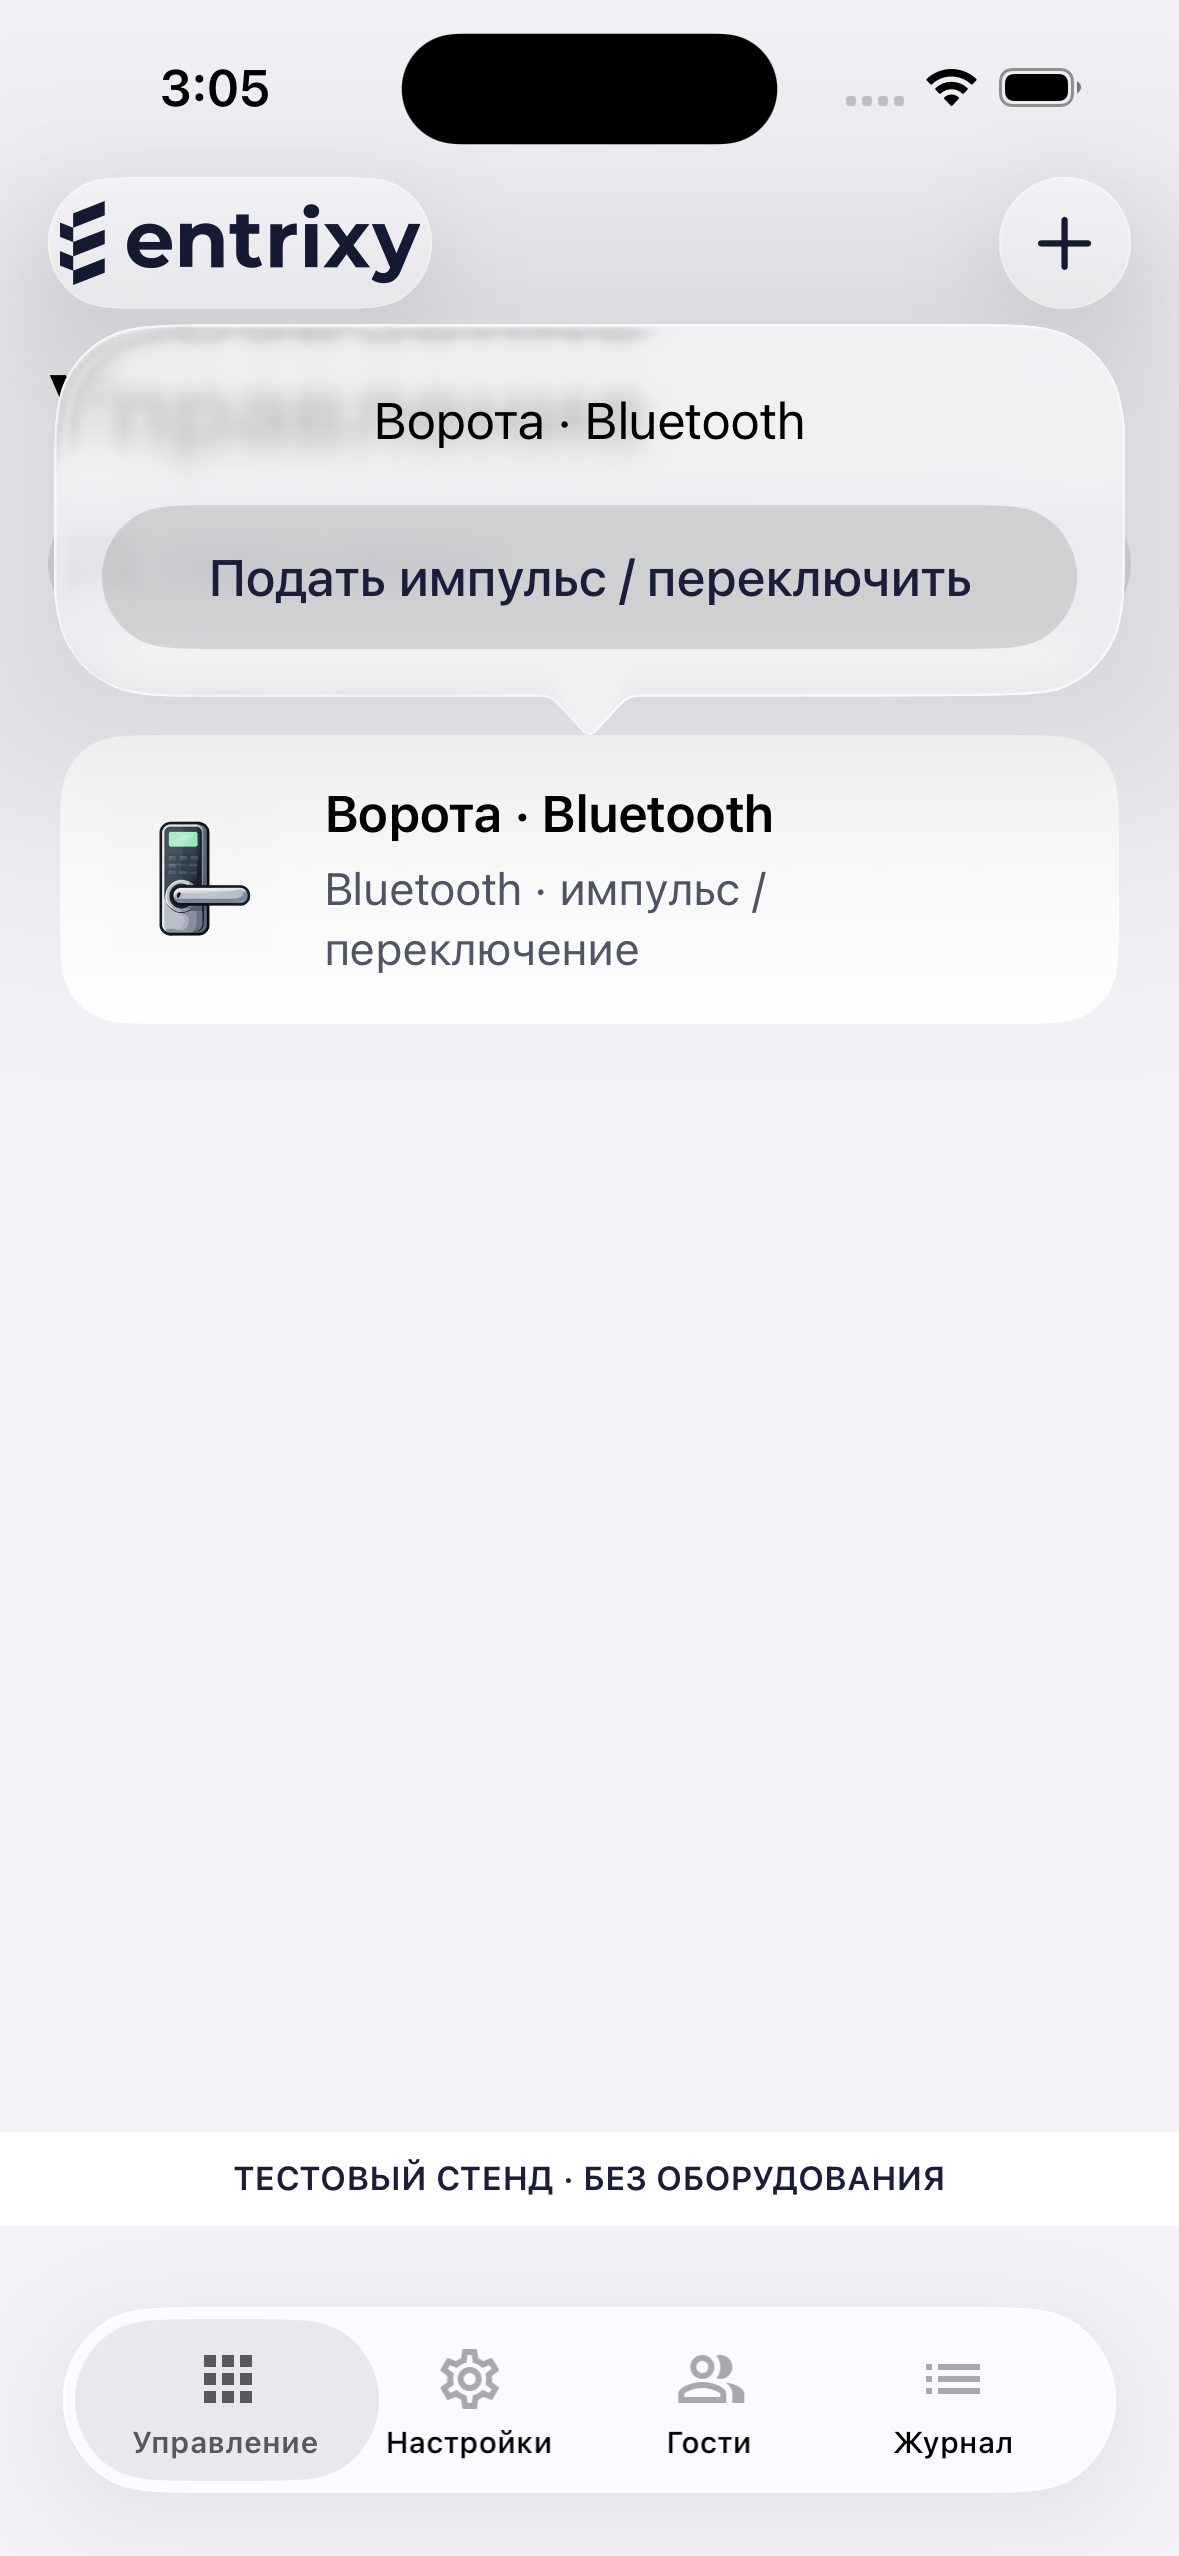 3:05
entrixy
Ворота · Bluetooth
Подать импульс / переключить
Ворота · Bluetooth
Bluetooth · импульс /
переключение
ТЕСТОВЫЙ СТЕНД · БЕЗ ОБОРУДОВАНИЯ
Управление
Настройки
Гости
Журнал